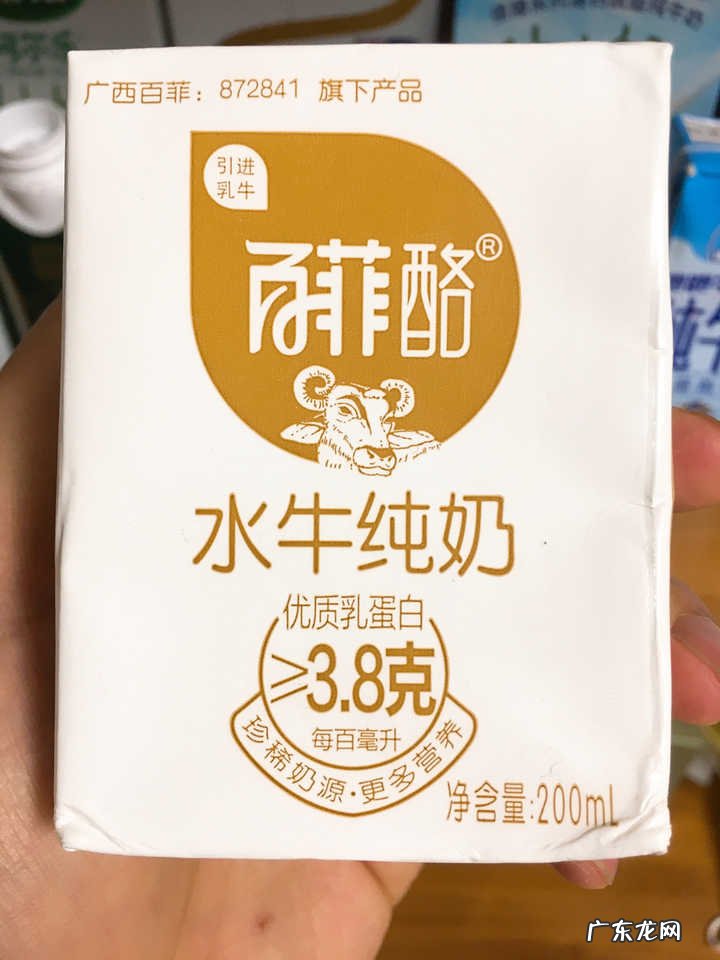 广西百菲：872841 旗下产品
引进
乳牛
百菲酪®
水牛纯奶
优质乳蛋白
≥3.8克
每百毫升
珍稀奶源·更多营养
净含量:200mL
纯牛
广东龙网